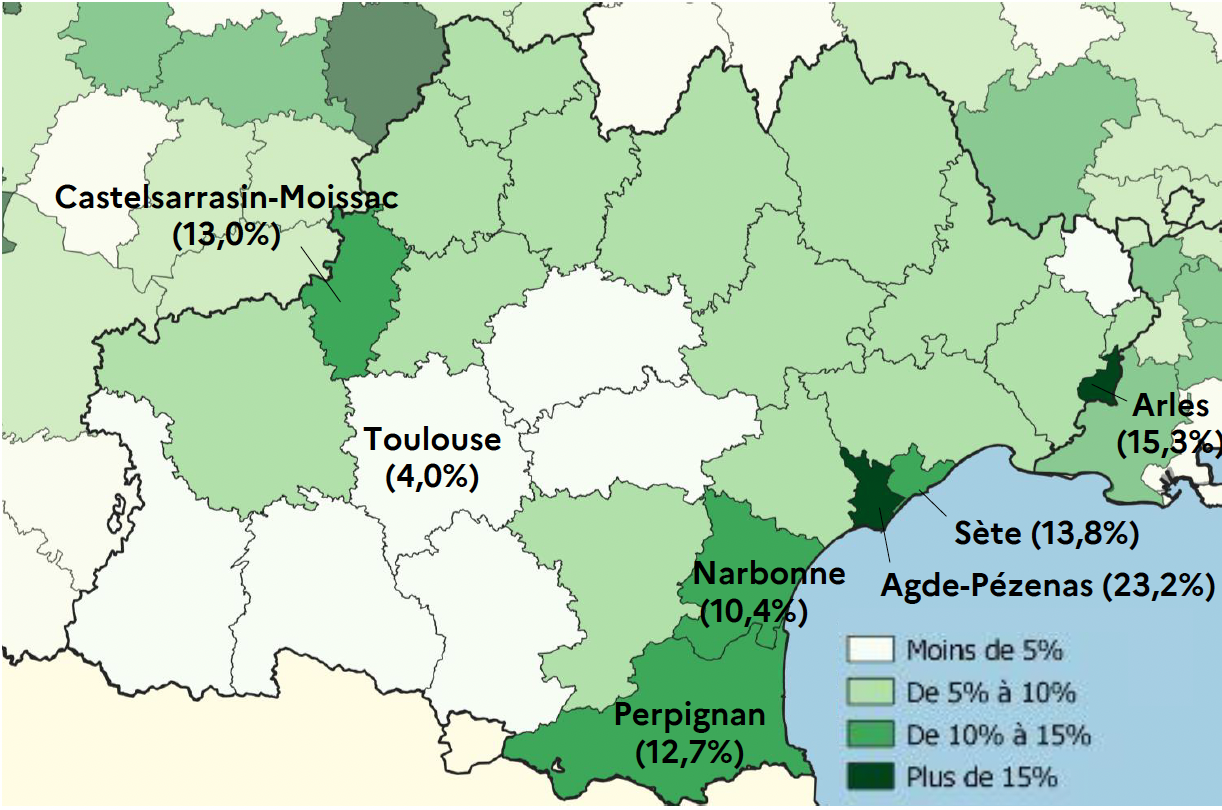 Castelsarrasin-Moissac
(13,0%)
Toulouse
(4,0%)
Arles
(15,3%)
Sète (13,8%)
Narbonne
(10,4%)
Agde-Pézenas (23,2%)
Perpignan
(12,7%)
Moins de 5%
De 5% à 10%
De 10% à 15%
Plus de 15%